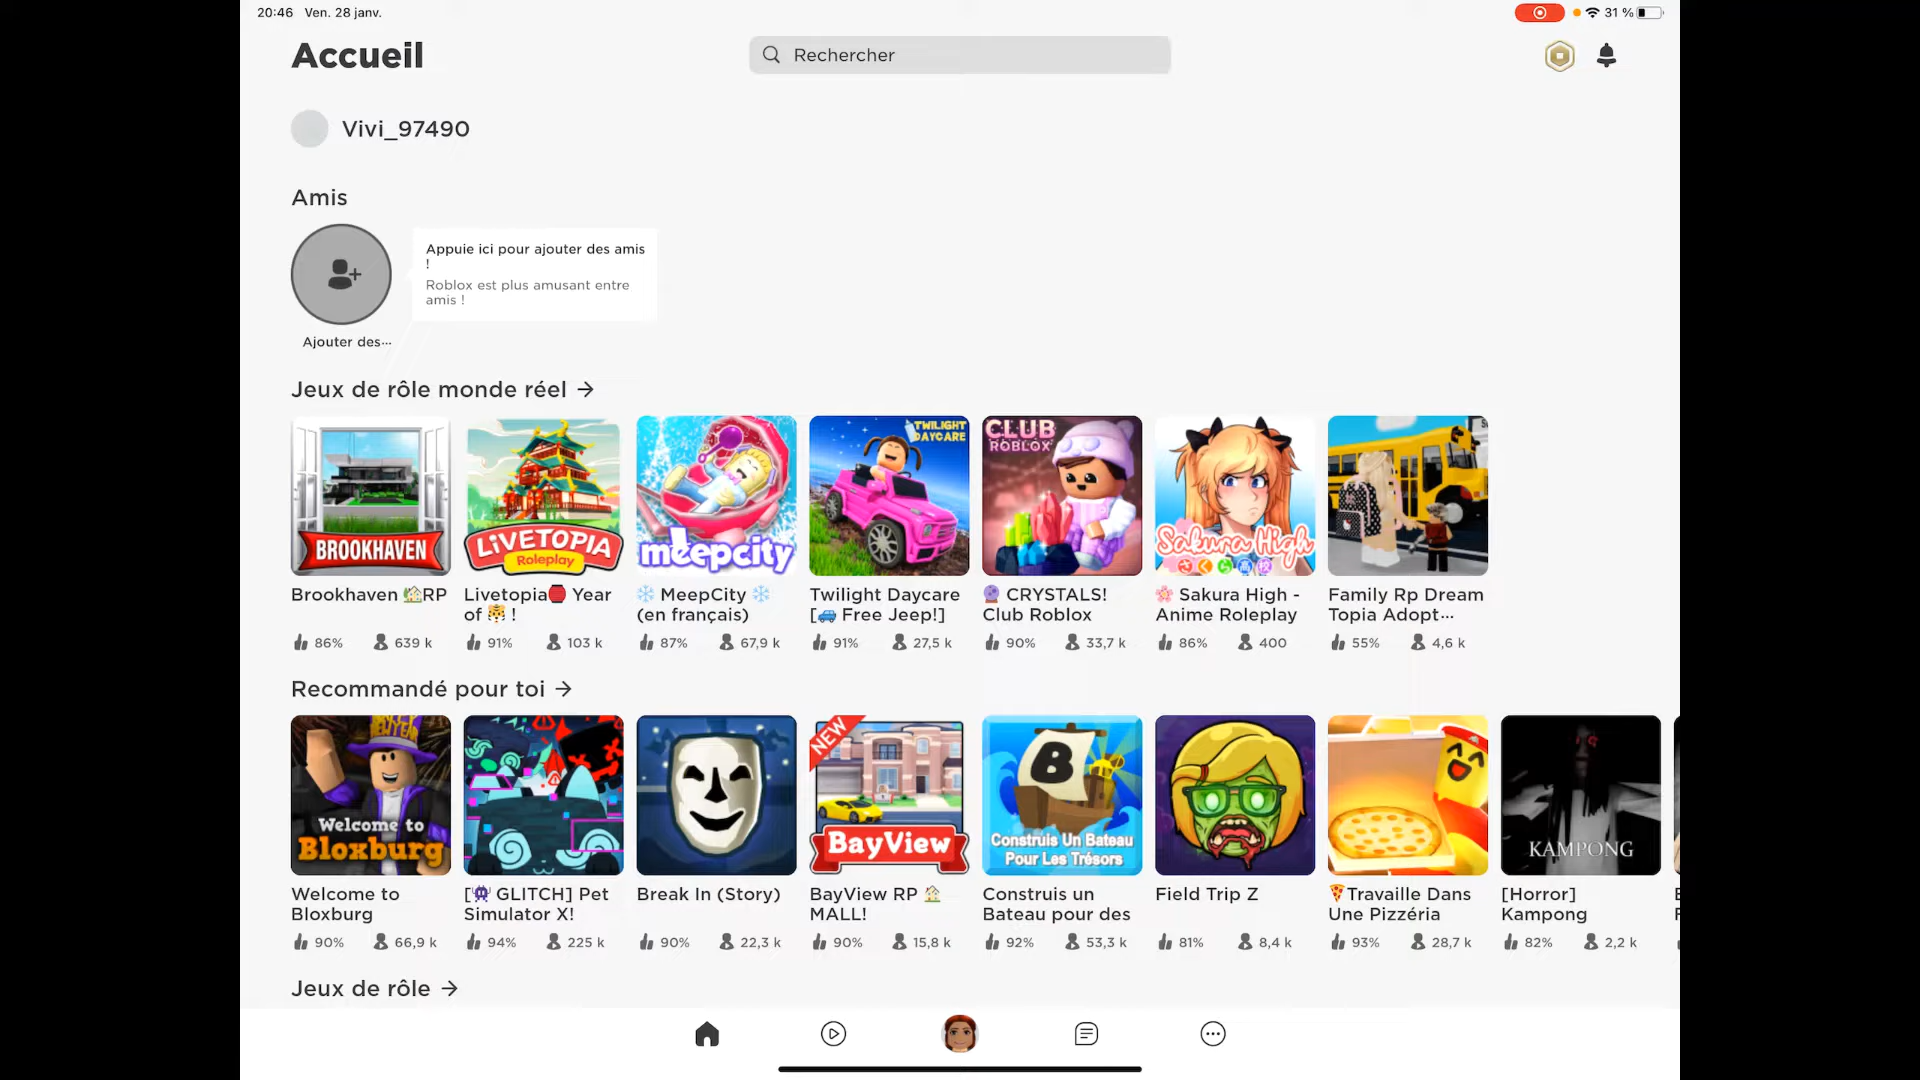 20:46 Ven. 28 janv.
31 %
Accueil
Rechercher
Vivi_97490
Amis
Appuie ici pour ajouter des amis
!
Roblox est plus amusant entre
amis !
Ajouter des...
Jeux de rôle monde réel →
BROOKHAVEN
LIVETOPIA
Roleplay
meepcity
TWILIGHT
DAYCARE
CLUB
ROBLOX
Sakura High
さくら高校
Brookhaven 🏡RP
Livetopia🏮 Year
of 🐯 !
❄️ MeepCity ❄️
(en français)
Twilight Daycare
[🚙 Free Jeep!]
🔮 CRYSTALS!
Club Roblox
🌸 Sakura High -
Anime Roleplay
Family Rp Dream
Topia Adopt...
86% 639 k
91% 103 k
87% 67,9 k
91% 27,5 k
90% 33,7 k
86% 400
55% 4,6 k
Recommandé pour toi →
Welcome to
Bloxburg
NEW
BayView
B
Construis Un Bateau
Pour Les Trésors
KAMPONG
Welcome to
Bloxburg
[👾 GLITCH] Pet
Simulator X!
Break In (Story)
BayView RP 🏠
MALL!
Construis un
Bateau pour des
Field Trip Z
🍕Travaille Dans
Une Pizzéria
[Horror]
Kampong
90% 66,9 k
94% 225 k
90% 22,3 k
90% 15,8 k
92% 53,3 k
81% 8,4 k
93% 28,7 k
82% 2,2 k
Jeux de rôle →